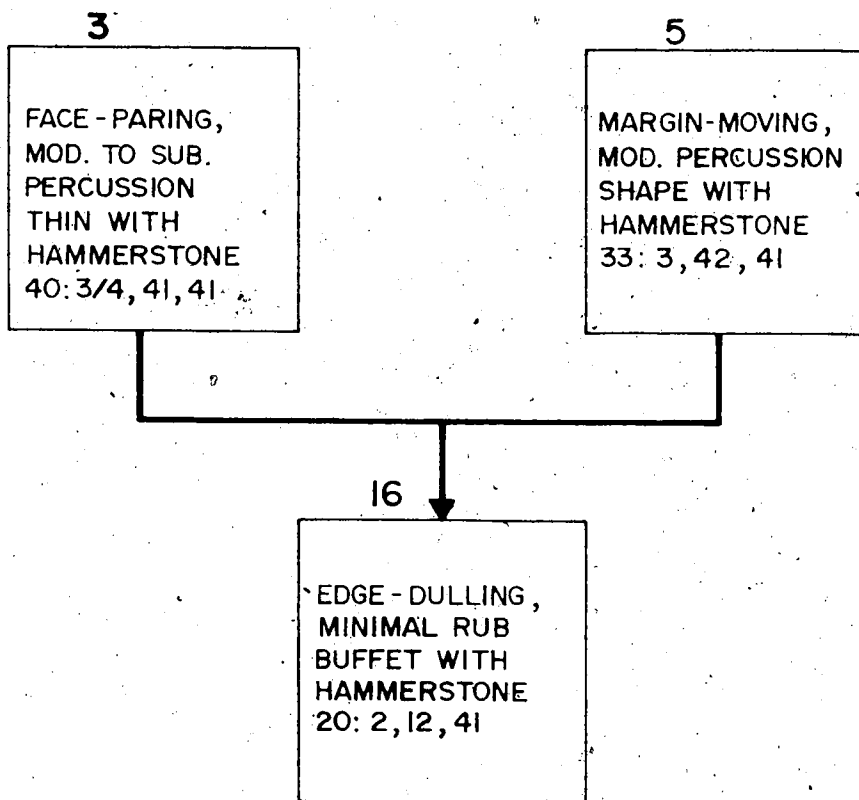 3
FACE-PARING,
MOD. TO SUB.
PERCUSSION
THIN WITH
HAMMERSTONE
40: 3/4, 41, 41
5
MARGIN-MOVING,
MOD. PERCUSSION
SHAPE WITH
HAMMERSTONE
33: 3, 42, 41
16
EDGE-DULLING,
MINIMAL RUB
BUFFET WITH
HAMMERSTONE
20: 2, 12, 41